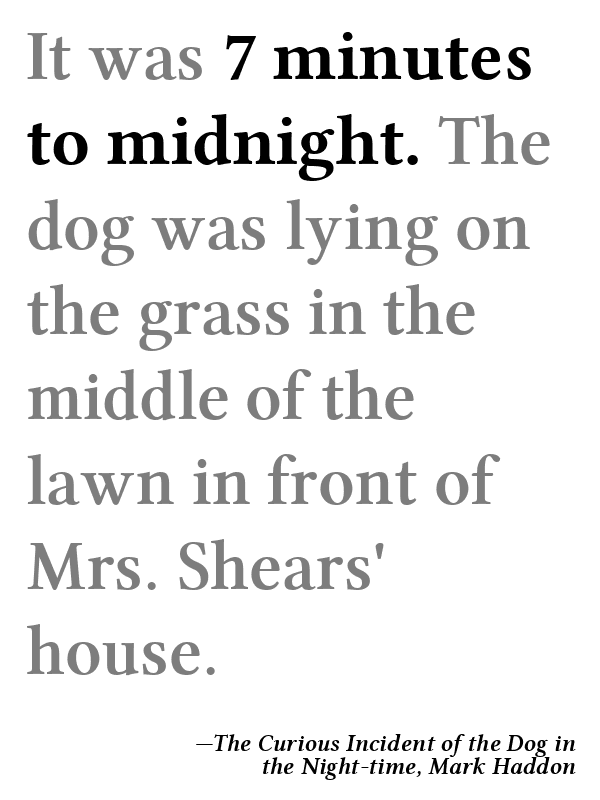 It was 7 minutes
to midnight. The
dog was lying on
the grass in the
middle of the
lawn in front of
Mrs. Shears'
house.
—The Curious Incident of the Dog in
the Night-time, Mark Haddon